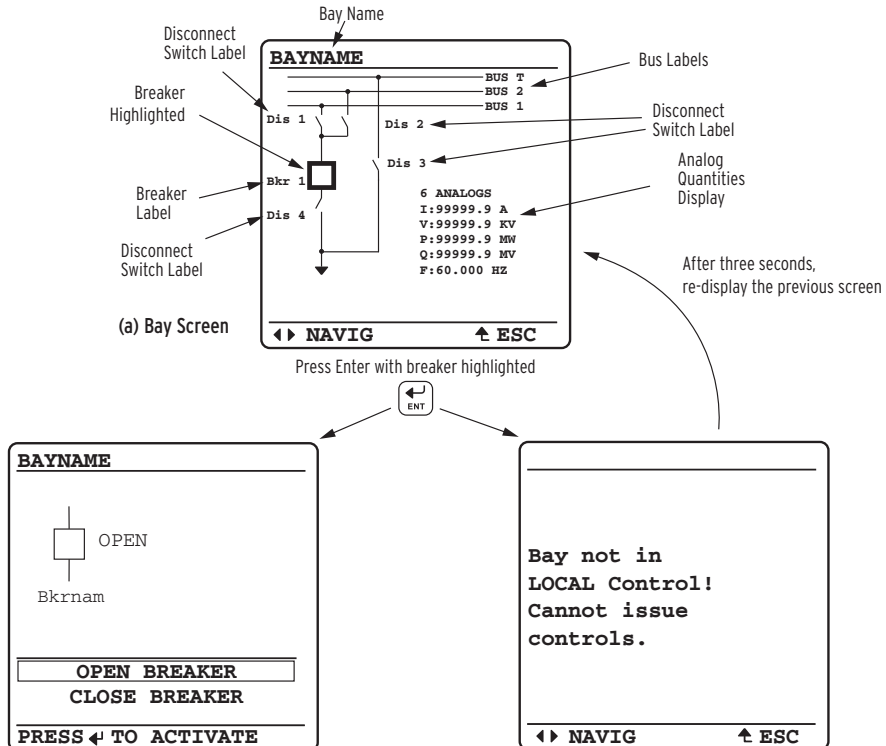 Bay Name
Disconnect
Switch Label
Breaker
Highlighted
Breaker
Label
Disconnect
Switch Label
BAYNAME
BUS T
BUS 2
BUS 1
Dis 1
Dis 2
Dis 3
Bkr 1
Dis 4
6 ANALOGS
I:99999.9 A
V:99999.9 KV
P:99999.9 MW
Q:99999.9 MV
F:60.000 HZ
NAVIG
ESC
Bus Labels
Disconnect
Switch Label
Analog
Quantities
Display
After three seconds,
re-display the previous screen
(a) Bay Screen
Press Enter with breaker highlighted
ENT
BAYNAME
OPEN
Bkrnam
OPEN BREAKER
CLOSE BREAKER
PRESS TO ACTIVATE
Bay not in
LOCAL Control!
Cannot issue
controls.
NAVIG
ESC